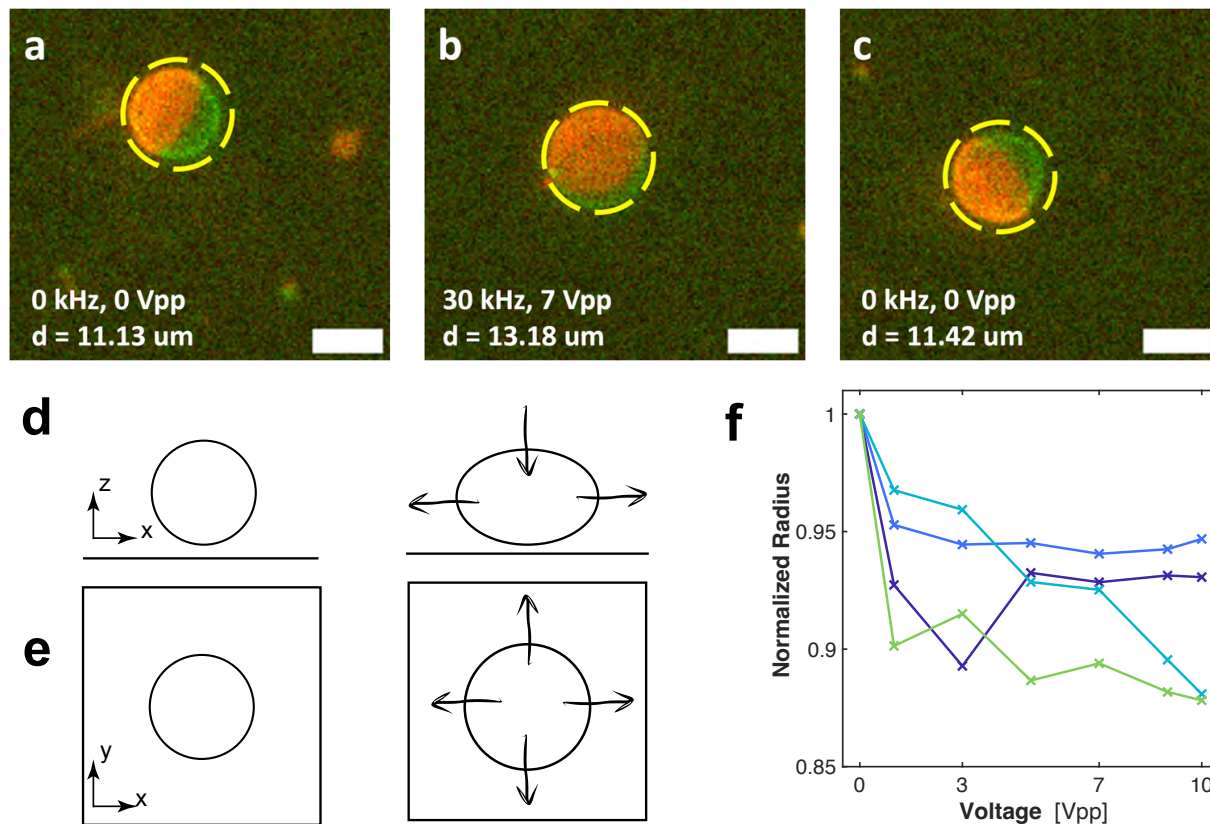 a
0 kHz, 0 Vpp
d = 11.13 um
b
30 kHz, 7 Vpp
d = 13.18 um
c
0 kHz, 0 Vpp
d = 11.42 um
d
z
x
e
y
x
f
1
0.95
0.9
0.85
Normalized Radius
0
3
7
10
Voltage [Vpp]